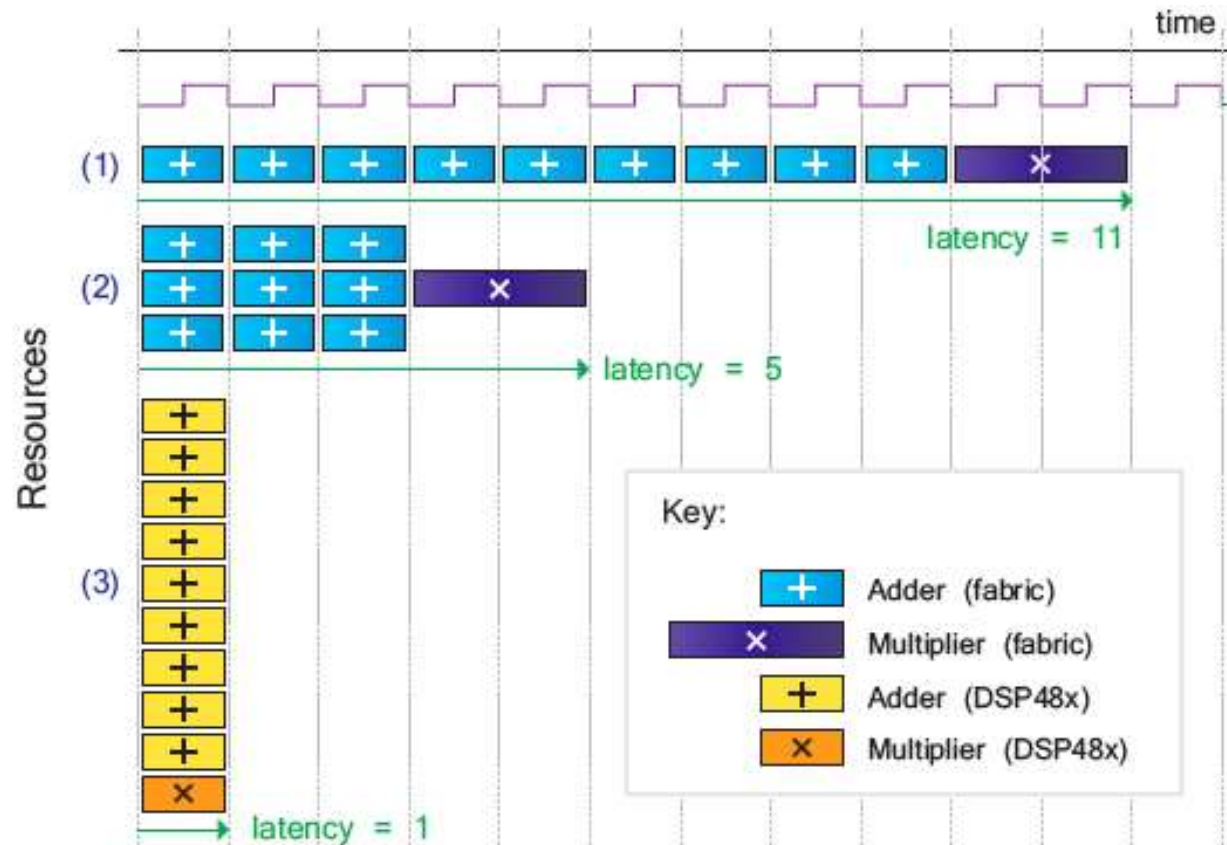 time
(1)
+ + + + + + + + + ×
latency = 11
+ + +
(2)
+ + + ×
+ + +
latency = 5
Resources
+
+
+
+
(3)
+
+
+
+
+
×
latency = 1
Key:
+ Adder (fabric)
× Multiplier (fabric)
+ Adder (DSP48x)
× Multiplier (DSP48x)